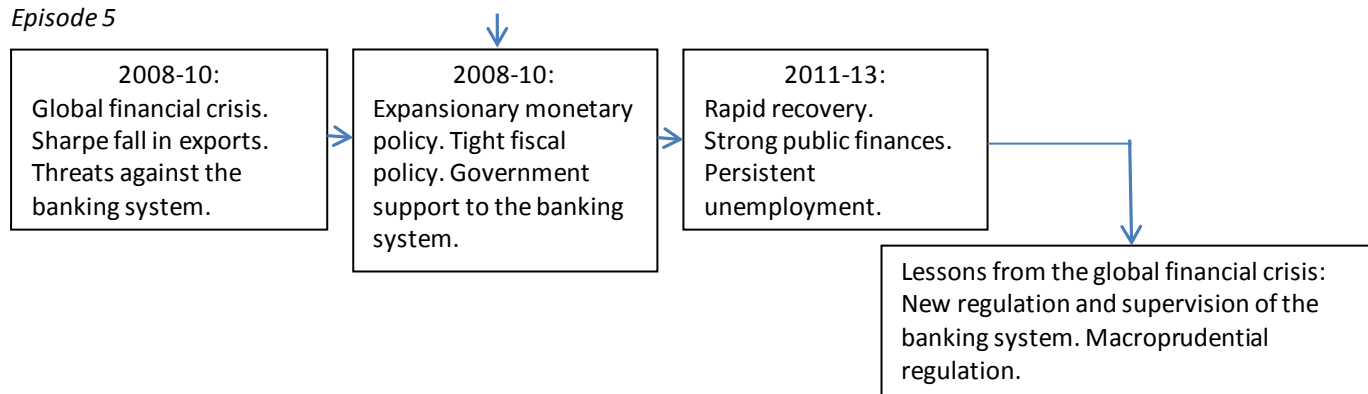 Episode 5
2008-10:
Global financial crisis.
Sharpe fall in exports.
Threats against the
banking system.
2008-10:
Expansionary monetary
policy. Tight fiscal
policy. Government
support to the banking
system.
2011-13:
Rapid recovery.
Strong public finances.
Persistent
unemployment.
Lessons from the global financial crisis:
New regulation and supervision of the
banking system. Macroprudential
regulation.